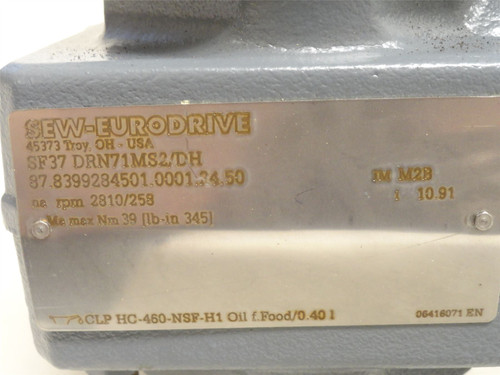 SEW-EURODRIVE
45373 Troy, OH - USA
SF37 DRN71MS2/DH
87.8399284501.0001.24.50 IM M2B
na rpm 2810/258 i 10.91
Ma max Nm 39 [lb-in 345]
CLP HC-460-NSF-H1 Oil f.Food/0.40 l 06416071 EN